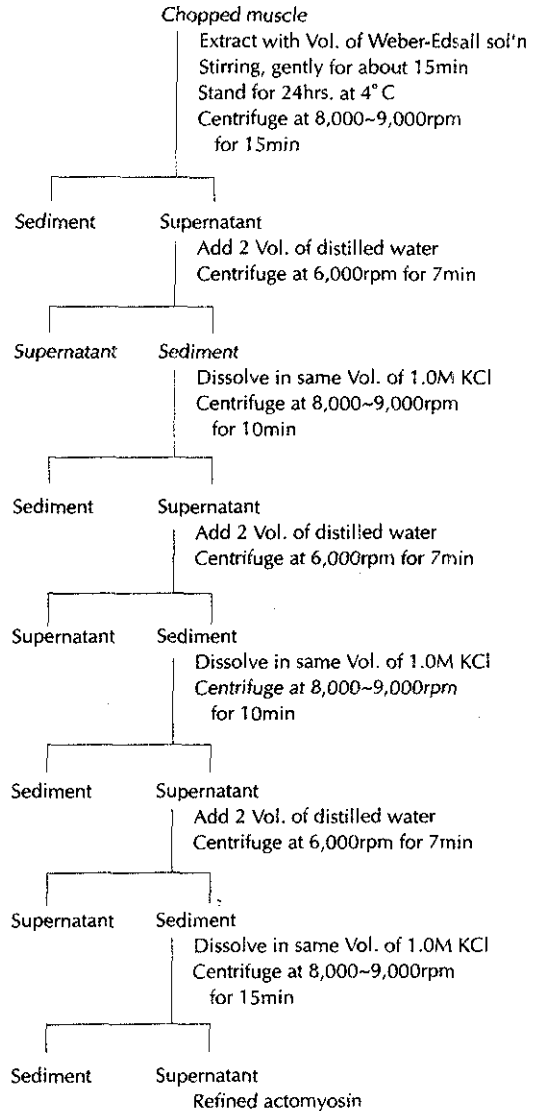 Chopped muscle
Extract with Vol. of Weber-Edsall sol'n
Stirring, gently for about 15min
Stand for 24hrs. at 4°C
Centrifuge at 8,000~9,000rpm
for 15min
Sediment Supernatant
Add 2 Vol. of distilled water
Centrifuge at 6,000rpm for 7min
Supernatant Sediment
Dissolve in same Vol. of 1.0M KCl
Centrifuge at 8,000~9,000rpm
for 10min
Sediment Supernatant
Add 2 Vol. of distilled water
Centrifuge at 6,000rpm for 7min
Supernatant Sediment
Dissolve in same Vol. of 1.0M KCl
Centrifuge at 8,000~9,000rpm
for 10min
Sediment Supernatant
Add 2 Vol. of distilled water
Centrifuge at 6,000rpm for 7min
Supernatant Sediment
Dissolve in same Vol. of 1.0M KCl
Centrifuge at 8,000~9,000rpm
for 15min
Sediment Supernatant
Refined actomyosin